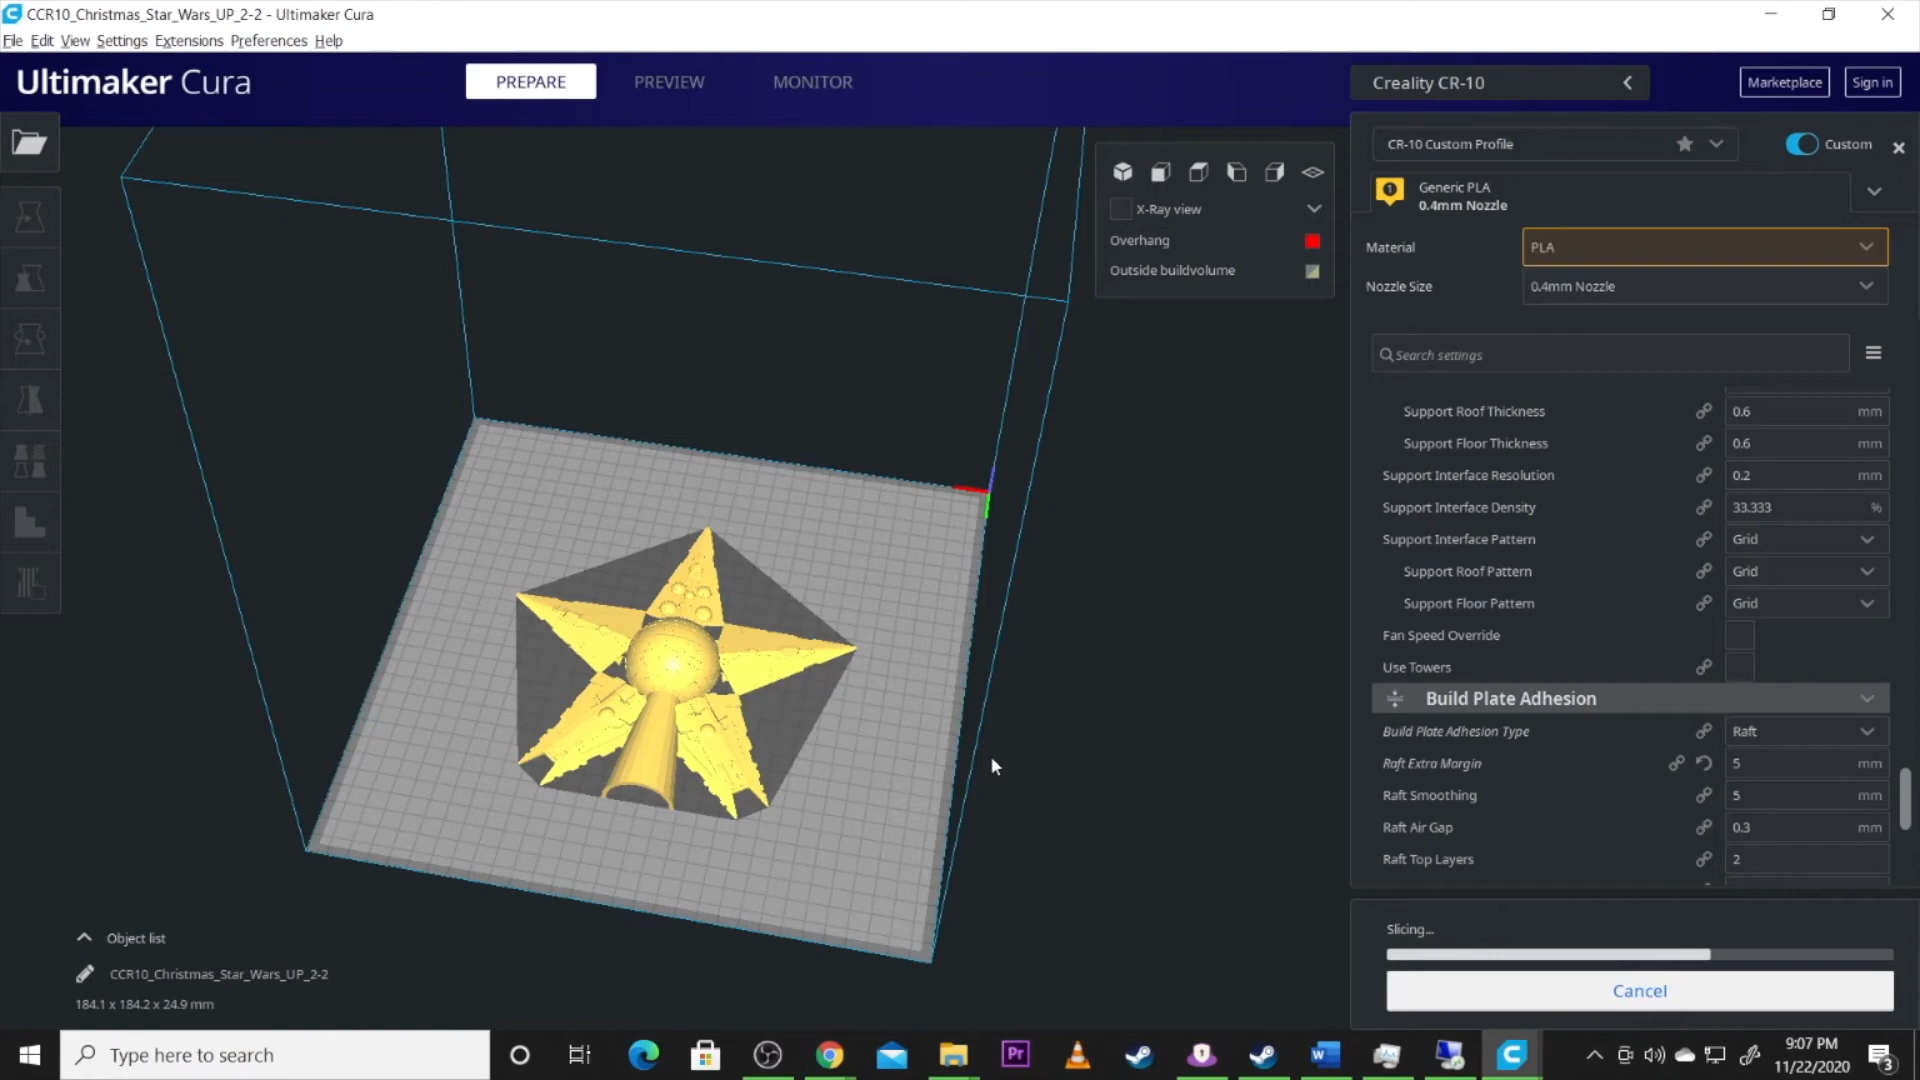 CCR10_Christmas_Star_Wars_UP_2-2 - Ultimaker Cura
File Edit View Settings Extensions Preferences Help
Ultimaker Cura
PREPARE
PREVIEW
MONITOR
Creality CR-10
Marketplace
Sign in
CR-10 Custom Profile
Custom
1
Generic PLA
0.4mm Nozzle
X-Ray view
Overhang
Outside buildvolume
Material
PLA
Nozzle Size
0.4mm Nozzle
Search settings
Support Roof Thickness 0.6 mm
Support Floor Thickness 0.6 mm
Support Interface Resolution 0.2 mm
Support Interface Density 33.333 %
Support Interface Pattern Grid
Support Roof Pattern Grid
Support Floor Pattern Grid
Fan Speed Override
Use Towers
Build Plate Adhesion
Build Plate Adhesion Type Raft
Raft Extra Margin 5 mm
Raft Smoothing 5 mm
Raft Air Gap 0.3 mm
Raft Top Layers 2
Object list
CCR10_Christmas_Star_Wars_UP_2-2
184.1 x 184.2 x 24.9 mm
Slicing...
Cancel
Type here to search
Pr
W
9:07 PM
11/22/2020
3